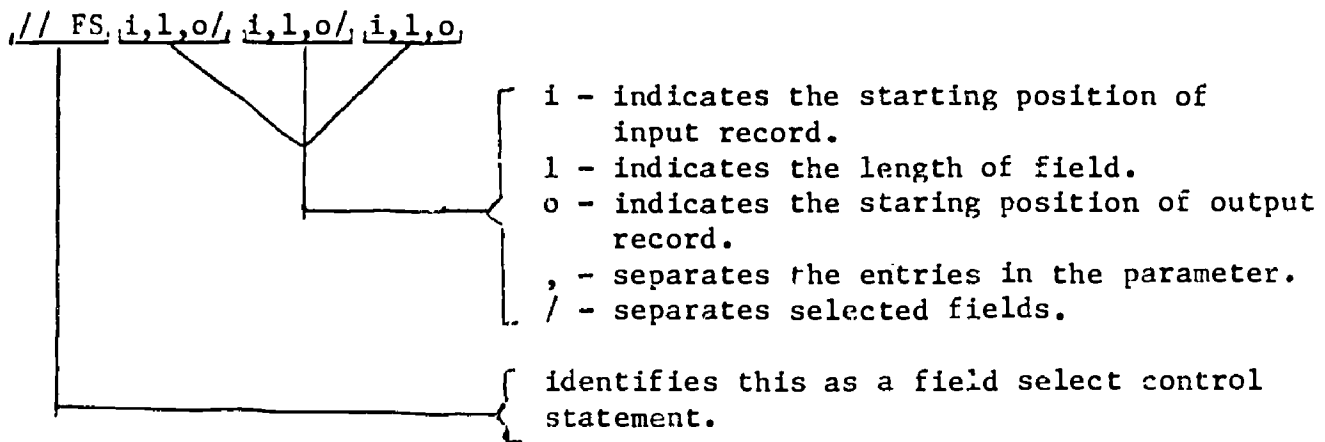 // FS i,l,o/ i,l,o/ i,l,o
i - indicates the starting position of
input record.
l - indicates the length of field.
o - indicates the staring position of output
record.
, - separates the entries in the parameter.
/ - separates selected fields.
identifies this as a field select control
statement.